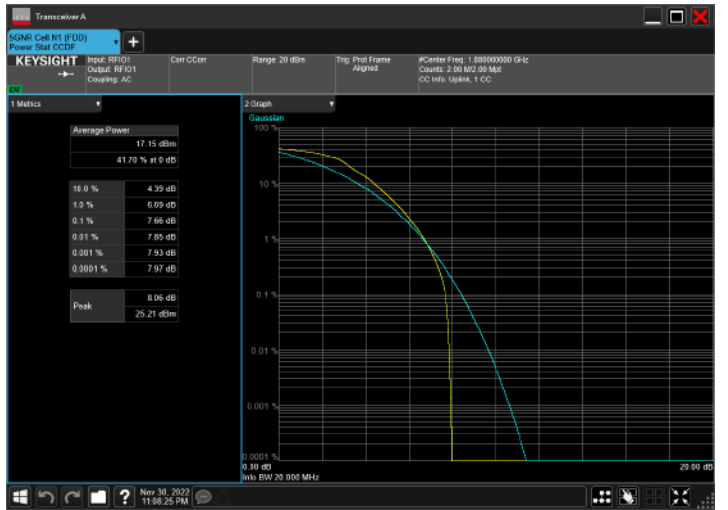 Transceiver A
5GNR Cell N1 (FDD)
Power Stat CCDF
KEYSIGHT
Input: RFIO1
Output: RFIO1
Coupling: AC
Corr CCorr
Range: 20 dBm
Trig: Prot Frame
Aligned
#Center Freq: 1.880000000 GHz
Counts: 2.00 M/2.00 Mpt
CC Info: Uplink, 1 CC
1 Metrics
Average Power
17.15 dBm
41.70 % at 0 dB
10.0 % 4.39 dB
1.0 % 6.69 dB
0.1 % 7.66 dB
0.01 % 7.85 dB
0.001 % 7.93 dB
0.0001 % 7.97 dB
Peak
8.06 dB
25.21 dBm
2 Graph
Gaussian
100 %
10 %
1 %
0.1 %
0.01 %
0.001 %
0.0001 %
0.00 dB
20.00 dB
Info BW 20.000 MHz
?
Nov 30, 2022
11:08:25 PM